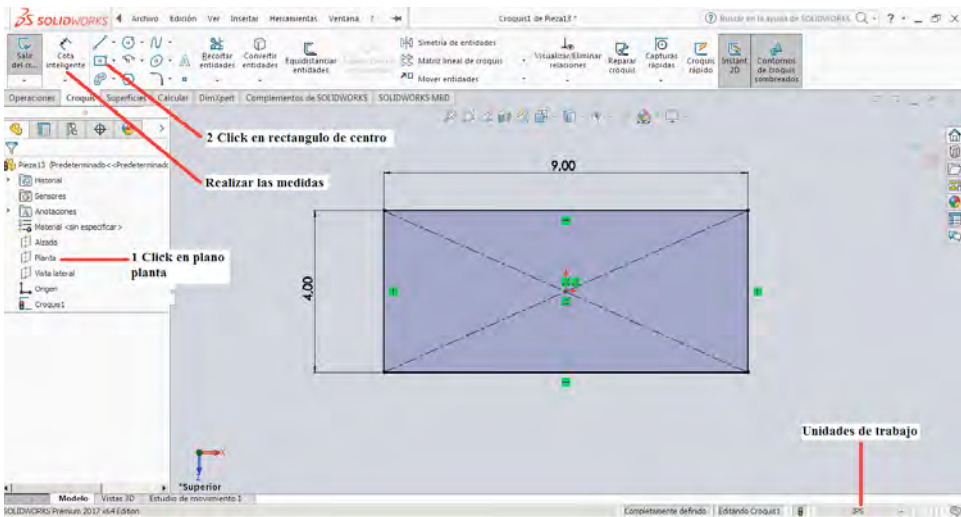 SOLIDWORKS Archivo Edición Ver Insertar Herramientas Ventana ? Croquis1 de Pieza13 * Buscar en la ayuda de SOLIDWORKS
Sale del cr...
Cota inteligente
Recortar entidades
Convertir entidades
Equidistanciar entidades
Simetría de entidades
Matriz lineal de croquis
Mover entidades
Visualizar/Eliminar relaciones
Reparar croquis
Capturas rápidas
Croquis rápido
Instant 2D
Contornos de croquis sombreados
Operaciones Croquis Superficies Calcular DimXpert Complementos de SOLIDWORKS SOLIDWORKS MBD
2 Click en rectangulo de centro
Pieza13 (Predeterminado<<Predeterminado
Historial
Realizar las medidas
Sensores
Anotaciones
Material <sin especificar>
Alzado
Planta
1 Click en plano
planta
Vista lateral
Origen
Croquis1
9,00
4,00
Unidades de trabajo
X
Z
*Superior
Modelo Vistas 3D Estudio de movimiento 1
SOLIDWORKS Premium 2017 x64 Edition Completamente definido Editando Croquis1 IPS